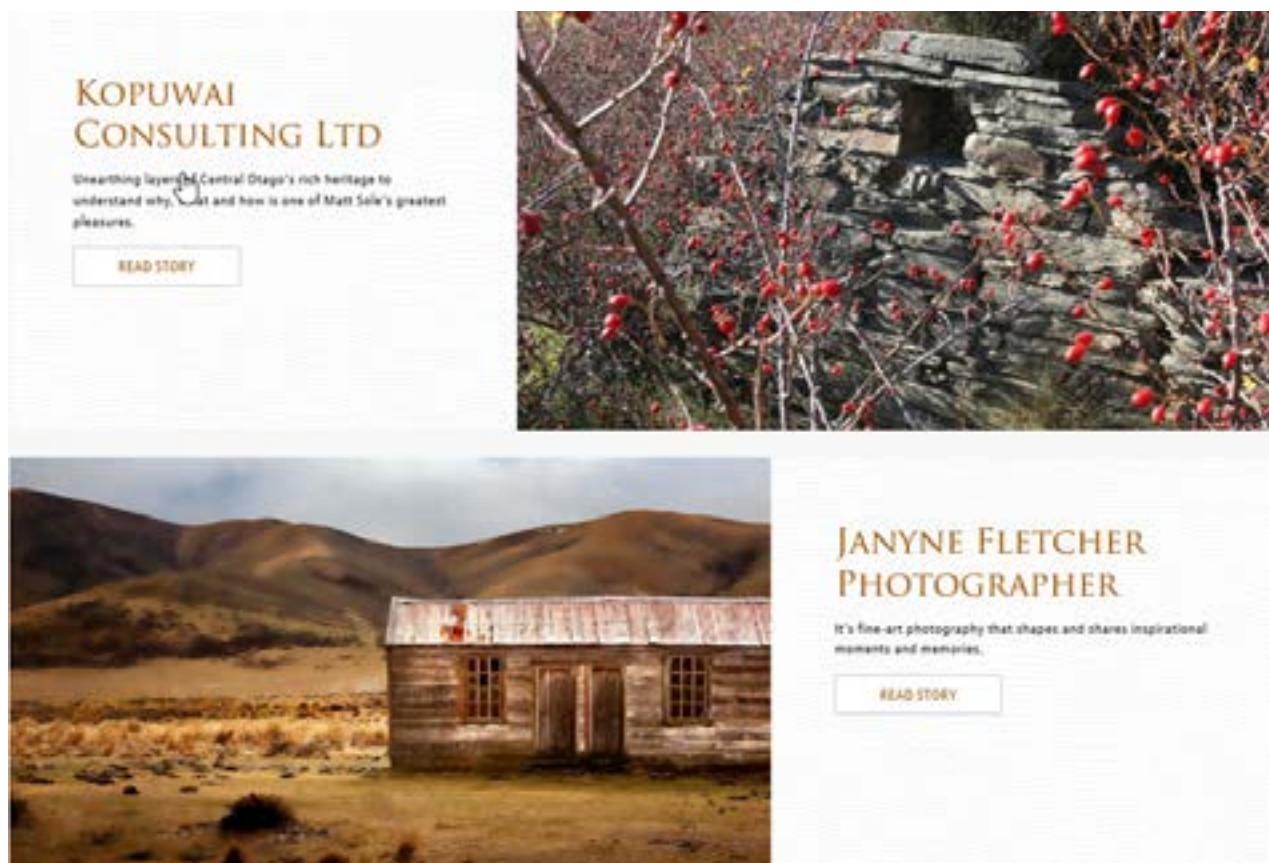 KOPUWAI
CONSULTING LTD
Unearthing layers of Central Otago's rich heritage to
understand why, at and how is one of Matt Sole's greatest
pleasures.
READ STORY
JANYNE FLETCHER
PHOTOGRAPHER
It's fine-art photography that shapes and shares inspirational
moments and memories.
READ STORY